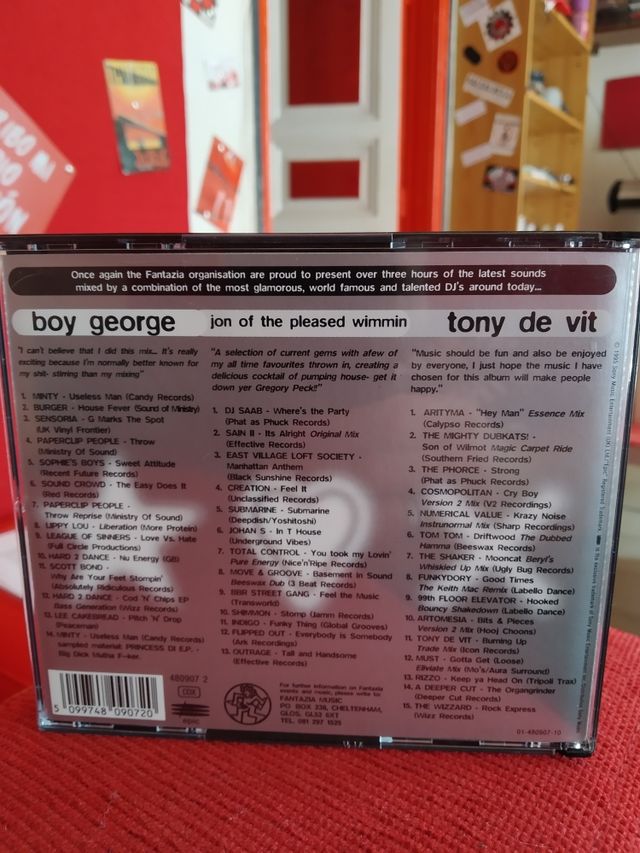 Once again the Fantazia organisation are proud to present over three hours of the latest sounds
mixed by a combination of the most glamorous, world famous and talented DJ's around today...
boy george
"I can't believe that I did this mix... It's really
exciting because I'm normally better known for
my shit- stirring than my mixing"
1. MINTY - Useless Man (Candy Records)
2. BURGER - House Fever (Sound of Ministry)
3. SENSORIA - G Marks The Spot
(UK Vinyl Frontier)
4. PAPERCLIP PEOPLE - Throw
(Ministry Of Sound)
5. SOPHIE'S BOYS - Sweet Attitude
(Recent Future Records)
6. SOUND CROWD - The Easy Does It
(Red Records)
7. PAPERCLIP PEOPLE -
Throw Reprise (Ministry Of Sound)
8. LIPPY LOU - Liberation (More Protein)
9. LEAGUE OF SINNERS - Love Vs. Hate
(Full Circle Productions)
10. HARD 2 DANCE - Nu Energy (GB)
11. SCOTT BOND -
Why Are Your Feet Stompin'
(Absolutely Ridiculous Records)
12. HARD 2 DANCE - Cod 'N' Chips EP
Bass Generation (Wizz Records)
13. LEE CAKEBREAD - Pitch 'N' Drop
(Peaceman)
14. MINTY - Useless Man (Candy Records)
sampled material: PRINCESS DI E.P. -
Big Dick Mutha F-ker.
jon of the pleased wimmin
"A selection of current gems with afew of
my all time favourites thrown in, creating a
delicious cocktail of pumping house- get it
down yer Gregory Peck!!"
1. DJ SAAB - Where's the Party
(Phat as Phuck Records)
2. SAIN II - Its Alright Original Mix
(Effective Records)
3. EAST VILLAGE LOFT SOCIETY -
Manhattan Anthem
(Black Sunshine Records)
4. CREATION - Feel It
(Unclassified Records)
5. SUBMARINE - Submarine
(Deepdish/Yoshitoshi)
6. JOHAN S - In T House
(Underground Vibes)
7. TOTAL CONTROL - You took my Lovin'
Pure Energy (Nice'n'Ripe Records)
8. MOVE & GROOVE - Basement In Sound
Beeswax Dub (3 Beat Records)
9. BBR STREET GANG - Feel the Music
(Transworld)
10. SHIMMON - Stomp (Jamm Records)
11. INDIGO - Funky Thing (Global Grooves)
12. FLIPPED OUT - Everybody is Somebody
(Ark Recordings)
13. OUTRAGE - Tall and Handsome
(Effective Records)
tony de vit
"Music should be fun and also be enjoyed
by everyone, I just hope the music I have
chosen for this album will make people
happy."
1. ARITYMA - "Hey Man" Essence Mix
(Calypso Records)
2. THE MIGHTY DUBKATS! -
Son of Wilmot Magic Carpet Ride
(Southern Fried Records)
3. THE PHORCE - Strong
(Phat as Phuck Records)
4. COSMOPOLITAN - Cry Boy
Version 2 Mix (V2 Recordings)
5. NUMERICAL VALUE - Krazy Noise
Instrunormal Mix (Sharp Recordings)
6. TOM TOM - Driftwood The Dubbed
Hamma (Beeswax Records)
7. THE SHAKER - Mooncat Beryl's
Whiskied Up Mix (Ugly Bug Records)
8. FUNKYDORY - Good Times
The Keith Mac Remix (Labello Dance)
9. 99th FLOOR ELEVATOR - Hooked
Bouncy Shakedown (Labello Dance)
10. ARTOMESIA - Bits & Pieces
Version 2 Mix (Hooj Choons)
11. TONY DE VIT - Burning Up
Trade Mix (Icon Records)
12. MUST - Gotta Get (Loose)
Elliviate Mix (Mo's/Aura Surround)
13. RIZZO - Keep ya Head On (Tripoli Trax)
14. A DEEPER CUT - The Organgrinder
(Deeper Cut Records)
15. THE WIZZARD - Rock Express
(Wizz Records)
480907 2
5 099748 090720
epic
For further information on Fantazia
events and music, please write to:
FANTAZIA MUSIC
PO BOX 238, CHELTENHAM,
GLOS. GL52 6XT
TEL. 081 297 1525
01-480907-10